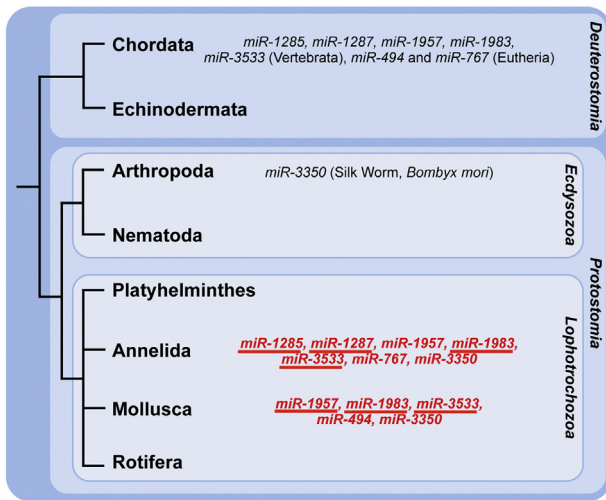 Chordata miR-1285, miR-1287, miR-1957, miR-1983,
miR-3533 (Vertebrata), miR-494 and miR-767 (Eutheria)
Echinodermata
Deuterostomia
Arthropoda miR-3350 (Silk Worm, Bombyx mori)
Nematoda
Ecdysozoa
Protostomia
Platyhelminthes
Annelida miR-1285, miR-1287, miR-1957, miR-1983,
miR-3533, miR-767, miR-3350
Mollusca miR-1957, miR-1983, miR-3533,
miR-494, miR-3350
Rotifera
Lophotrochozoa